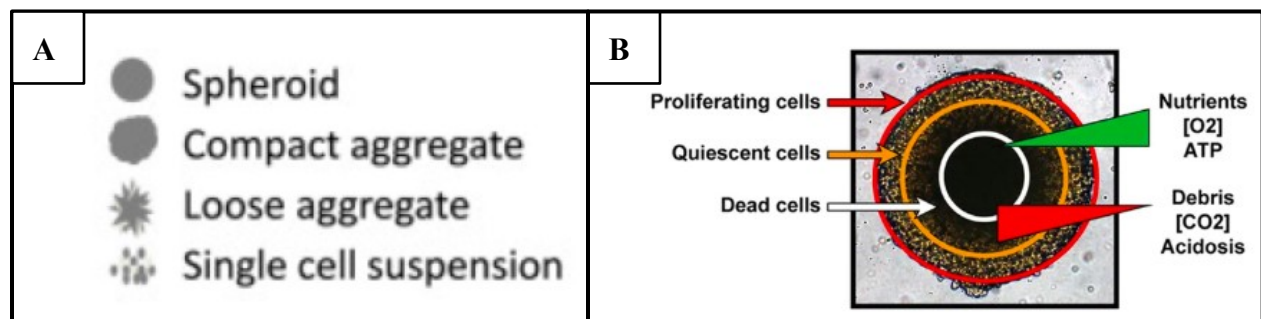 A
Spheroid
Compact aggregate
Loose aggregate
Single cell suspension
B
Proliferating cells
Quiescent cells
Dead cells
Nutrients
[O2]
ATP
Debris
[CO2]
Acidosis